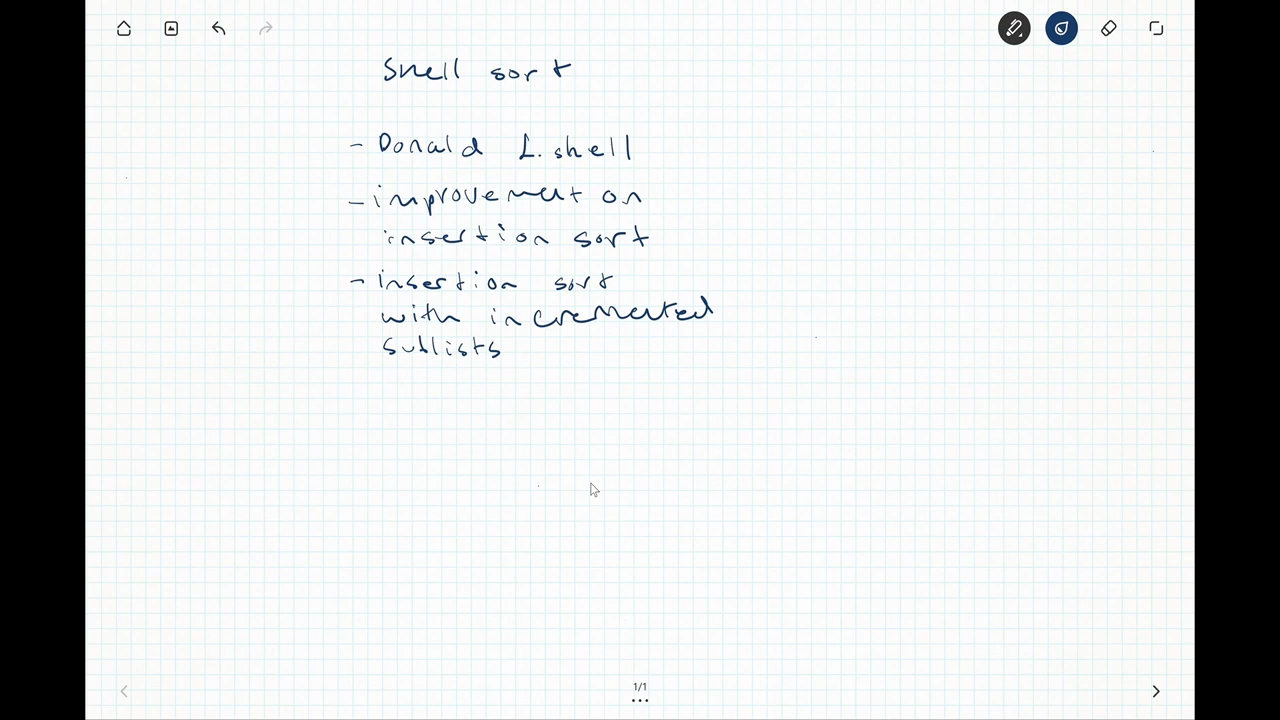 Shell sort
- Donald L. shell
- improvement on
insertion sort
- insertion sort
with incremented
sublists
1/1